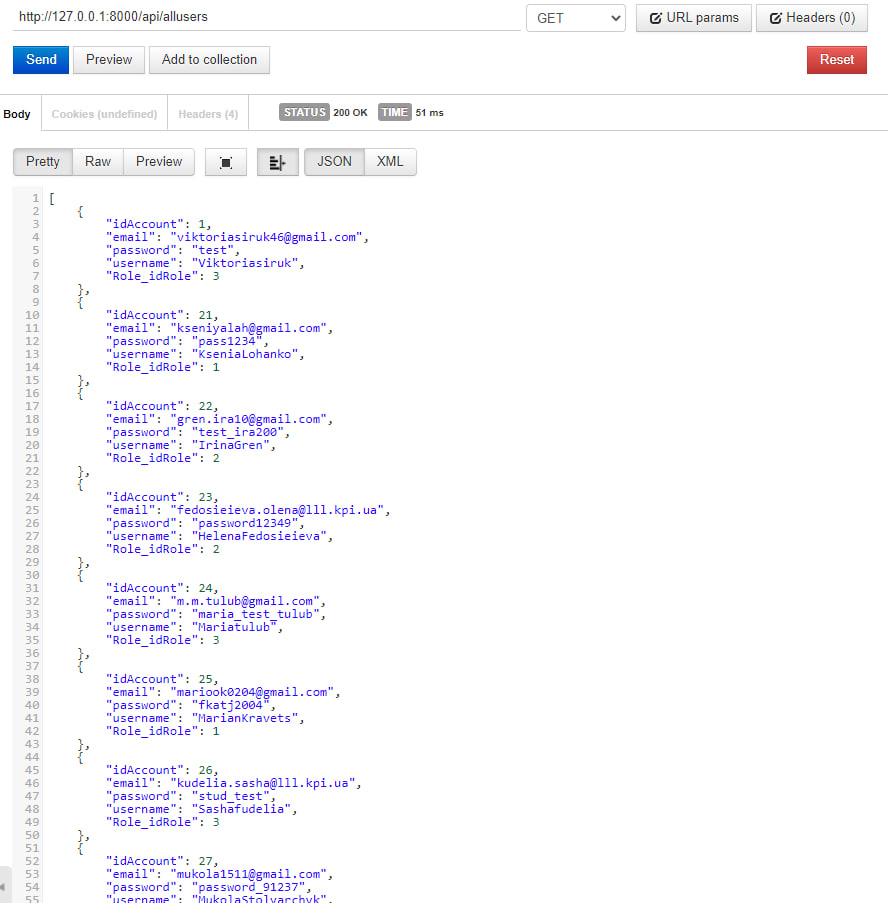 http://127.0.0.1:8000/api/allusers GET URL params Headers (0)
Send Preview Add to collection Reset
Body Cookies (undefined) Headers (4) STATUS 200 OK TIME 51 ms
Pretty Raw Preview JSON XML
1 [
2 {
3 "idAccount": 1,
4 "email": "viktoriasiruk46@gmail.com",
5 "password": "test",
6 "username": "Viktoriasiruk",
7 "Role_idRole": 3
8 },
9 {
10 "idAccount": 21,
11 "email": "kseniyalah@gmail.com",
12 "password": "pass1234",
13 "username": "KseniaLohanko",
14 "Role_idRole": 1
15 },
16 {
17 "idAccount": 22,
18 "email": "gren.ira10@gmail.com",
19 "password": "test_ira200",
20 "username": "IrinaGren",
21 "Role_idRole": 2
22 },
23 {
24 "idAccount": 23,
25 "email": "fedosieieva.olena@lll.kpi.ua",
26 "password": "password12349",
27 "username": "HelenaFedosieieva",
28 "Role_idRole": 2
29 },
30 {
31 "idAccount": 24,
32 "email": "m.m.tulub@gmail.com",
33 "password": "maria_test_tulub",
34 "username": "Mariatulub",
35 "Role_idRole": 3
36 },
37 {
38 "idAccount": 25,
39 "email": "mariook0204@gmail.com",
40 "password": "fkatj2004",
41 "username": "MarianKravets",
42 "Role_idRole": 1
43 },
44 {
45 "idAccount": 26,
46 "email": "kudelia.sasha@lll.kpi.ua",
47 "password": "stud_test",
48 "username": "Sashafudelia",
49 "Role_idRole": 3
50 },
51 {
52 "idAccount": 27,
53 "email": "mukola1511@gmail.com",
54 "password": "password_91237",
55 "username": "MukolaStolyarchyk",